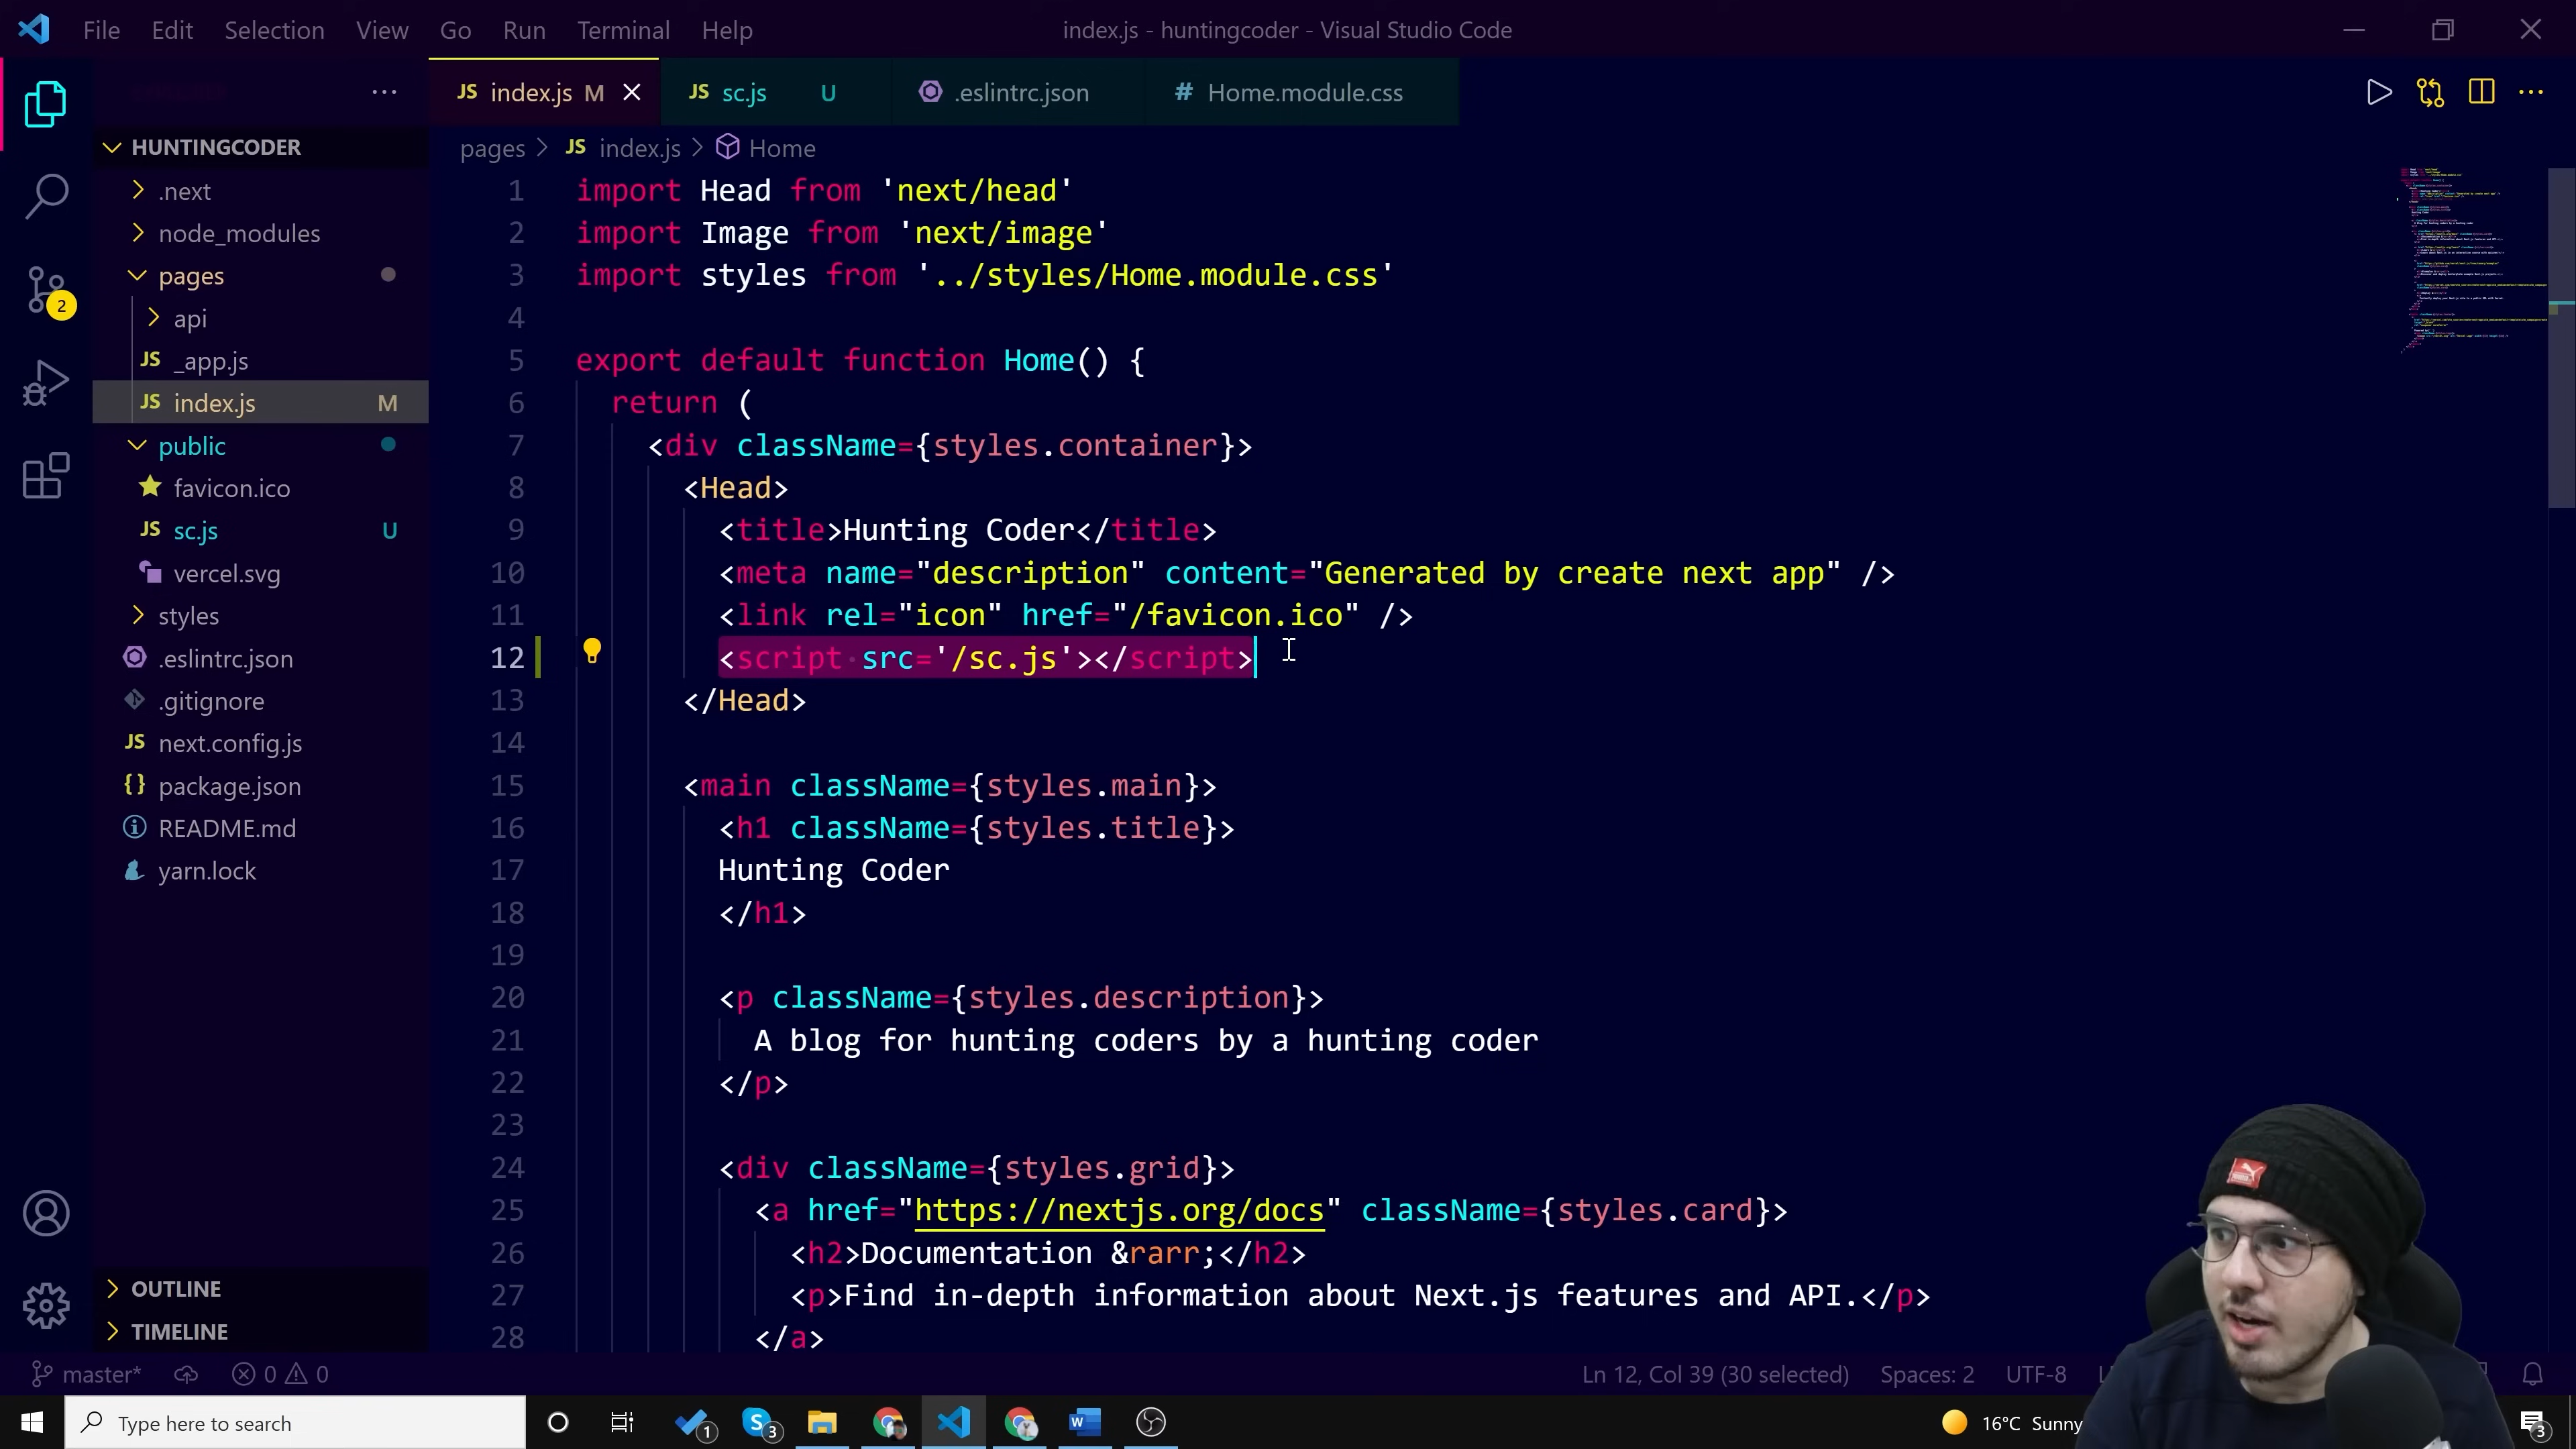 File Edit Selection View Go Run Terminal Help
index.js - huntingcoder - Visual Studio Code
JS index.js M
JS sc.js U
.eslintrc.json
# Home.module.css
HUNTINGCODER
.next
node_modules
pages
api
JS _app.js
JS index.js M
public
favicon.ico
JS sc.js U
vercel.svg
styles
.eslintrc.json
.gitignore
JS next.config.js
{} package.json
README.md
yarn.lock
OUTLINE
TIMELINE
2
pages > JS index.js > Home
1 import Head from 'next/head'
2 import Image from 'next/image'
3 import styles from '../styles/Home.module.css'
4
5 export default function Home() {
6 return (
7 <div className={styles.container}>
8 <Head>
9 <title>Hunting Coder</title>
10 <meta name="description" content="Generated by create next app" />
11 <link rel="icon" href="/favicon.ico" />
12 <script src='/sc.js'></script>
13 </Head>
14
15 <main className={styles.main}>
16 <h1 className={styles.title}>
17 Hunting Coder
18 </h1>
19
20 <p className={styles.description}>
21 A blog for hunting coders by a hunting coder
22 </p>
23
24 <div className={styles.grid}>
25 <a href="https://nextjs.org/docs" className={styles.card}>
26 <h2>Documentation &rarr;</h2>
27 <p>Find in-depth information about Next.js features and API.</p>
28 </a>
master* 0 0
Ln 12, Col 39 (30 selected) Spaces: 2 UTF-8
Type here to search
1
3
16°C Sunny
3